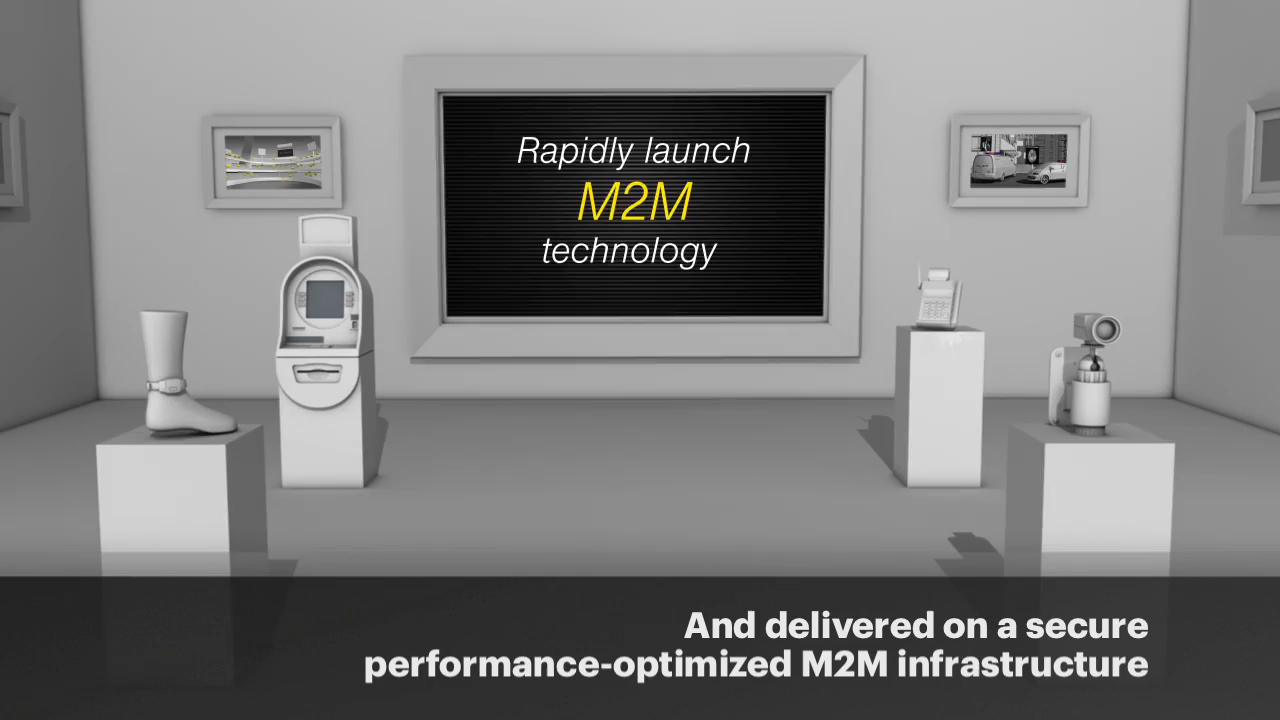 Rapidly launch
M2M
technology
And delivered on a secure
performance-optimized M2M infrastructure